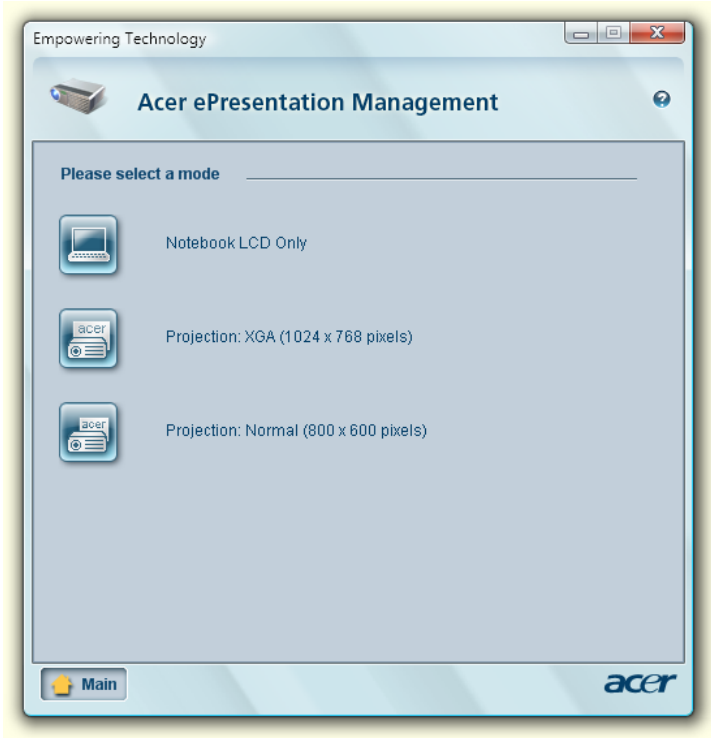 Empowering Technology
Acer ePresentation Management
Please select a mode
Notebook LCD Only
acer
Projection: XGA (1024 x 768 pixels)
acer
Projection: Normal (800 x 600 pixels)
Main
acer